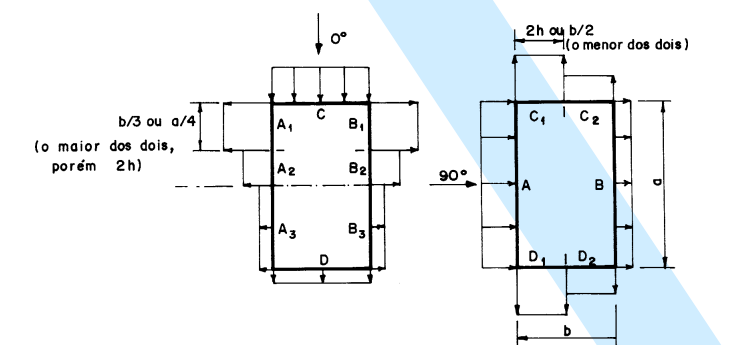 0°
b/3 ou a/4
(o maior dos dois,
porém 2h)
C
A1
B1
A2
B2
A3
B3
D
2h ou b/2
(o menor dos dois)
C1
C2
90°
A
B
a
D1
D2
b